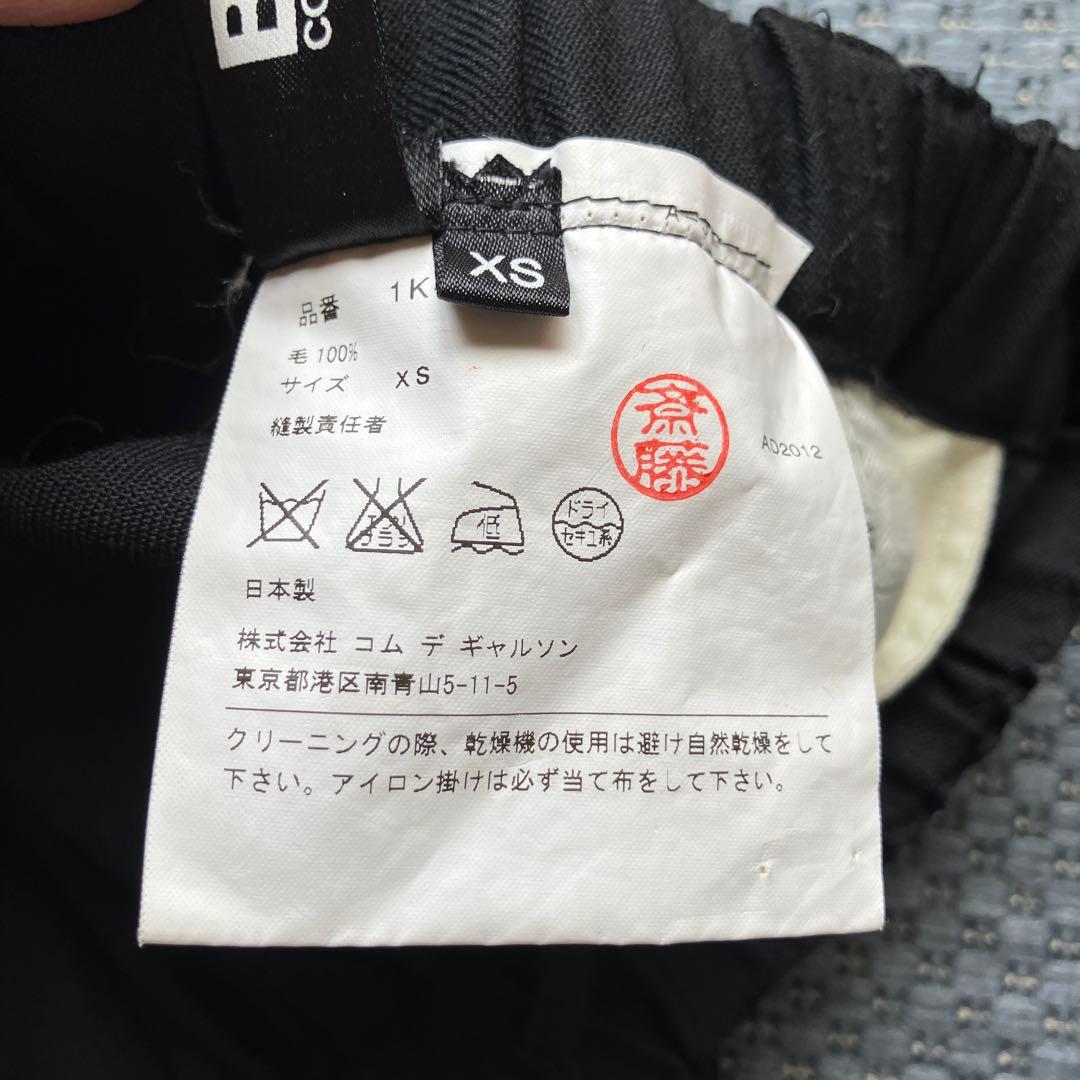 B
CO
XS
品番 1K
毛 100%
サイズ XS
縫製責任者
斎藤
AD2012
低
ドライ
セキユ系
日本製
株式会社 コム デ ギャルソン
東京都港区南青山5-11-5
クリーニングの際、乾燥機の使用は避け自然乾燥をして
下さい。アイロン掛けは必ず当て布をして下さい。